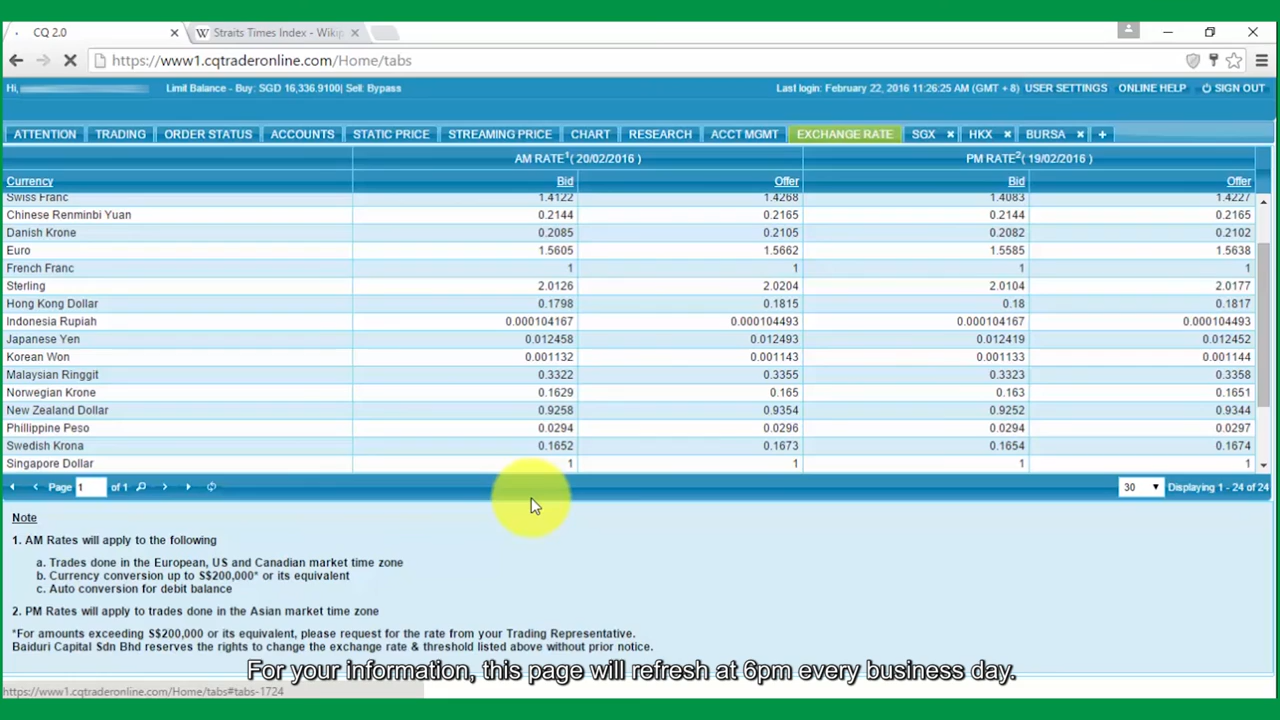 CQ 2.0
Straits Times Index - Wikip
https://www1.cqtraderonline.com/Home/tabs
Hi, Limit Balance - Buy: SGD 16,336.9100| Sell: Bypass Last login: February 22, 2016 11:26:25 AM (GMT + 8) USER SETTINGS ONLINE HELP SIGN OUT
ATTENTION TRADING ORDER STATUS ACCOUNTS STATIC PRICE STREAMING PRICE CHART RESEARCH ACCT MGMT EXCHANGE RATE SGX × HKX × BURSA × +
AM RATE1( 20/02/2016 ) PM RATE2( 19/02/2016 )
Currency Bid Offer Bid Offer
Swiss Franc 1.4122 1.4268 1.4083 1.4227
Chinese Renminbi Yuan 0.2144 0.2165 0.2144 0.2165
Danish Krone 0.2085 0.2105 0.2082 0.2102
Euro 1.5605 1.5662 1.5585 1.5638
French Franc 1 1 1 1
Sterling 2.0126 2.0204 2.0104 2.0177
Hong Kong Dollar 0.1798 0.1815 0.18 0.1817
Indonesia Rupiah 0.000104167 0.000104493 0.000104167 0.000104493
Japanese Yen 0.012458 0.012493 0.012419 0.012452
Korean Won 0.001132 0.001143 0.001133 0.001144
Malaysian Ringgit 0.3322 0.3355 0.3323 0.3358
Norwegian Krone 0.1629 0.165 0.163 0.1651
New Zealand Dollar 0.9258 0.9354 0.9252 0.9344
Phillippine Peso 0.0294 0.0296 0.0294 0.0297
Swedish Krona 0.1652 0.1673 0.1654 0.1674
Singapore Dollar 1 1 1 1
Page 1 of 1 30 Displaying 1 - 24 of 24
Note
1. AM Rates will apply to the following
a. Trades done in the European, US and Canadian market time zone
b. Currency conversion up to S$200,000* or its equivalent
c. Auto conversion for debit balance
2. PM Rates will apply to trades done in the Asian market time zone
*For amounts exceeding S$200,000 or its equivalent, please request for the rate from your Trading Representative.
Baiduri Capital Sdn Bhd reserves the rights to change the exchange rate & threshold listed above without prior notice.
For your information, this page will refresh at 6pm every business day.
https://www1.cqtraderonline.com/Home/tabs#tabs-1724